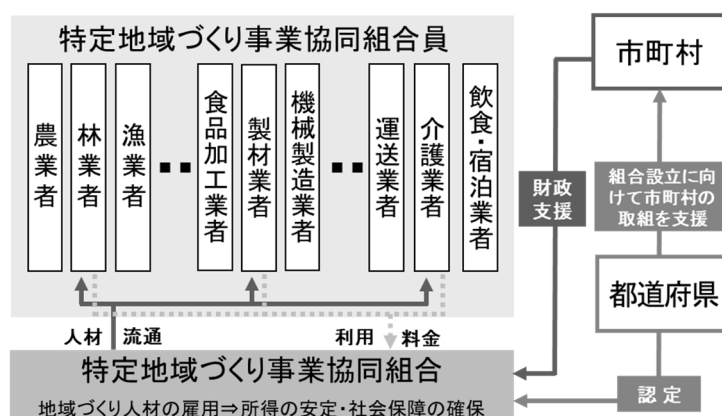 特定地域づくり事業協同組合員
農業者
林業者
漁業者
食品加工業者
製材業者
機械製造業者
運送業者
介護業者
飲食・宿泊業者
市町村
財政
支援
組合設立に向
けて市町村の
取組を支援
都道府県
人材
流通
利用
料金
特定地域づくり事業協同組合
地域づくり人材の雇用⇒所得の安定・社会保障の確保
認定